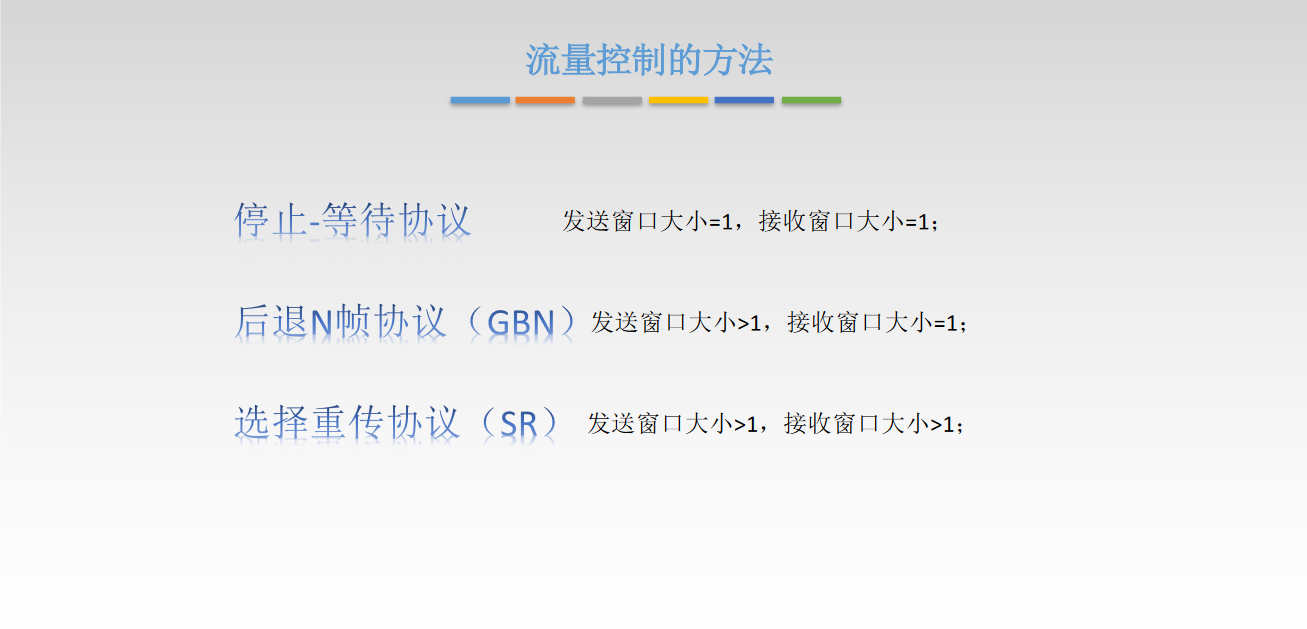 流量控制的方法
停止-等待协议 发送窗口大小=1，接收窗口大小=1；
后退N帧协议（GBN）发送窗口大小>1，接收窗口大小=1；
选择重传协议（SR） 发送窗口大小>1，接收窗口大小>1；